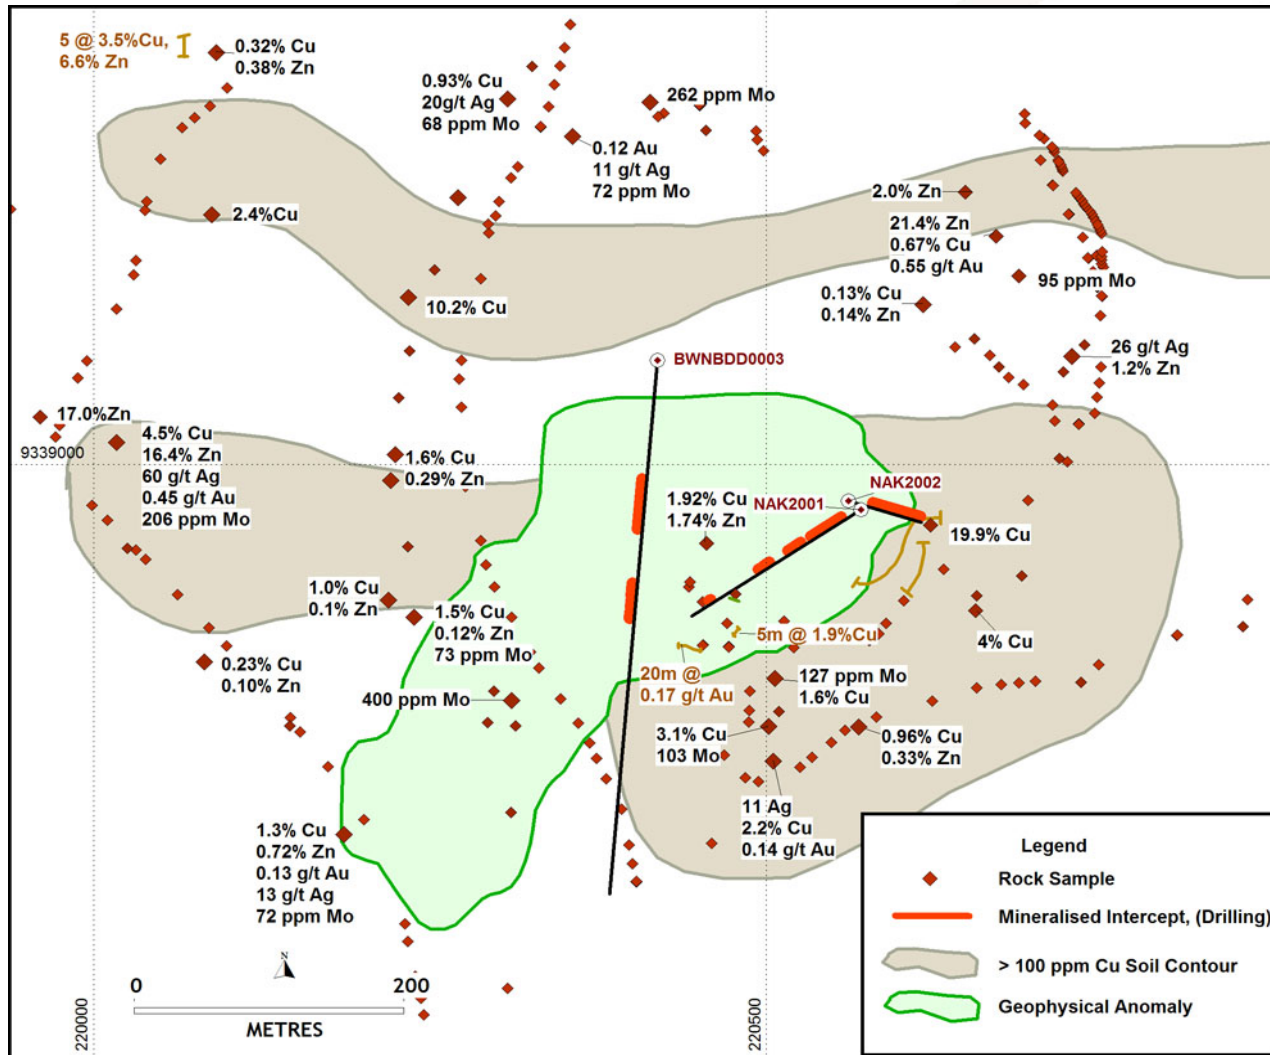 5 @ 3.5%Cu,
6.6% Zn
0.32% Cu
0.38% Zn
0.93% Cu
20g/t Ag
68 ppm Mo
262 ppm Mo
0.12 Au
11 g/t Ag
72 ppm Mo
2.0% Zn
2.4%Cu
21.4% Zn
0.67% Cu
0.55 g/t Au
95 ppm Mo
10.2% Cu
0.13% Cu
0.14% Zn
BWNBDD0003
26 g/t Ag
1.2% Zn
17.0%Zn
4.5% Cu
16.4% Zn
60 g/t Ag
0.45 g/t Au
206 ppm Mo
9339000
1.6% Cu
0.29% Zn
NAK2002
NAK2001
1.92% Cu
1.74% Zn
19.9% Cu
1.0% Cu
0.1% Zn
1.5% Cu
0.12% Zn
73 ppm Mo
5m @ 1.9%Cu
4% Cu
0.23% Cu
0.10% Zn
20m @
0.17 g/t Au
127 ppm Mo
1.6% Cu
400 ppm Mo
3.1% Cu
103 Mo
0.96% Cu
0.33% Zn
11 Ag
2.2% Cu
0.14 g/t Au
1.3% Cu
0.72% Zn
0.13 g/t Au
13 g/t Ag
72 ppm Mo
Legend
Rock Sample
Mineralised Intercept, (Drilling)
> 100 ppm Cu Soil Contour
Geophysical Anomaly
N
0
200
METRES
220000
220500